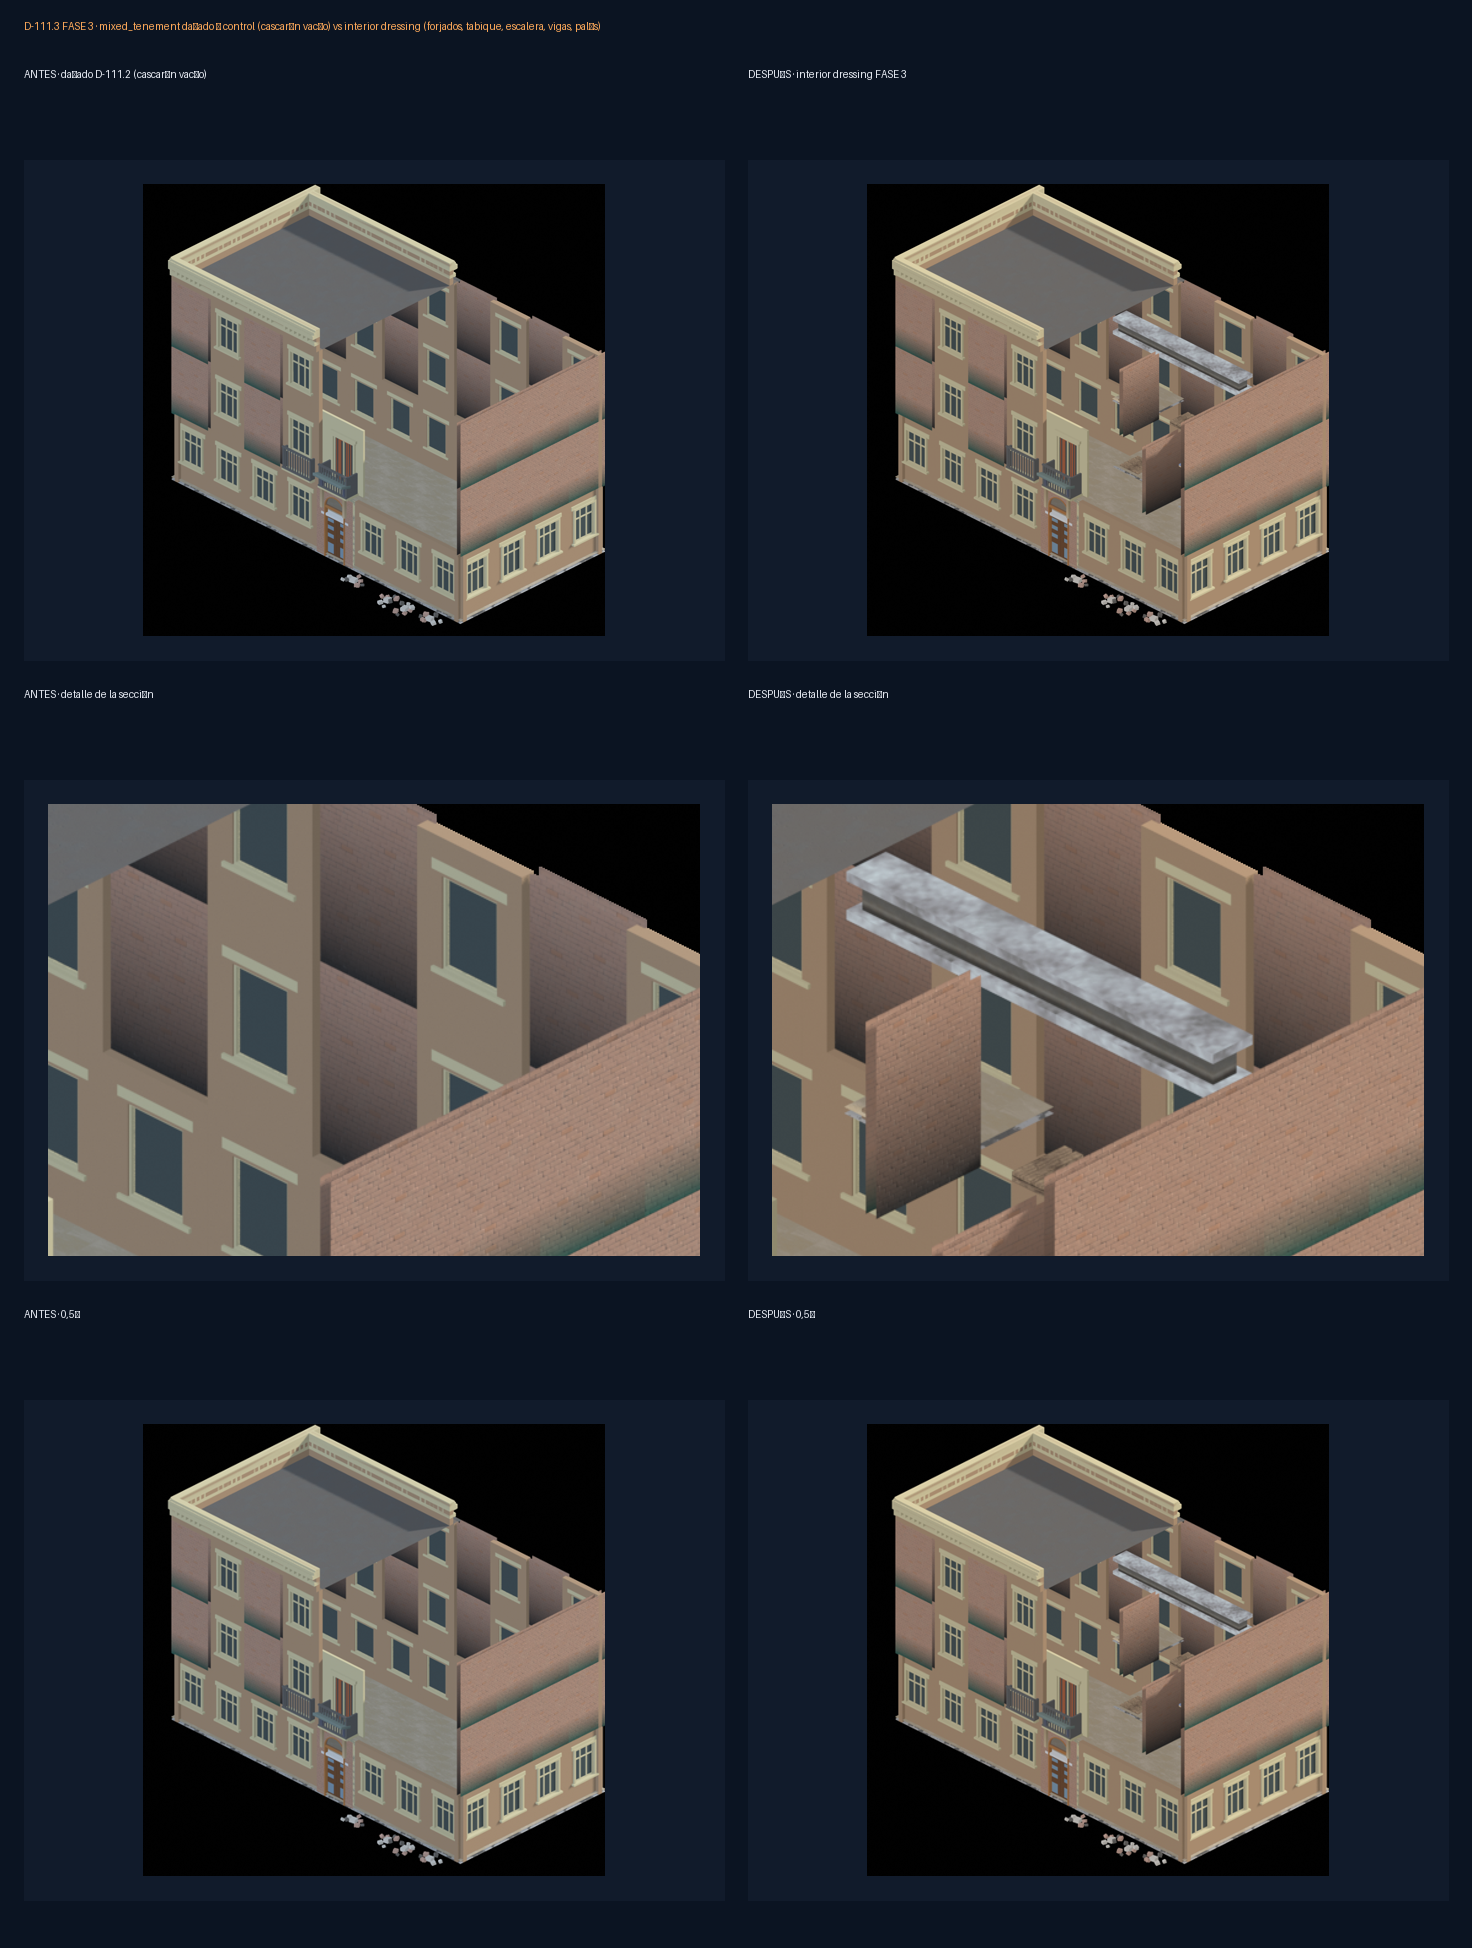 D-111.3 FASE 3 · mixed_tenement da▯ado ▯ control (cascar▯n vac▯o) vs interior dressing (forjados, tabique, escalera, vigas, pal▯s)
ANTES · da▯ado D-111.2 (cascar▯n vac▯o)
DESPU▯S · interior dressing FASE 3
ANTES · detalle de la secci▯n
DESPU▯S · detalle de la secci▯n
ANTES · 0,5▯
DESPU▯S · 0,5▯